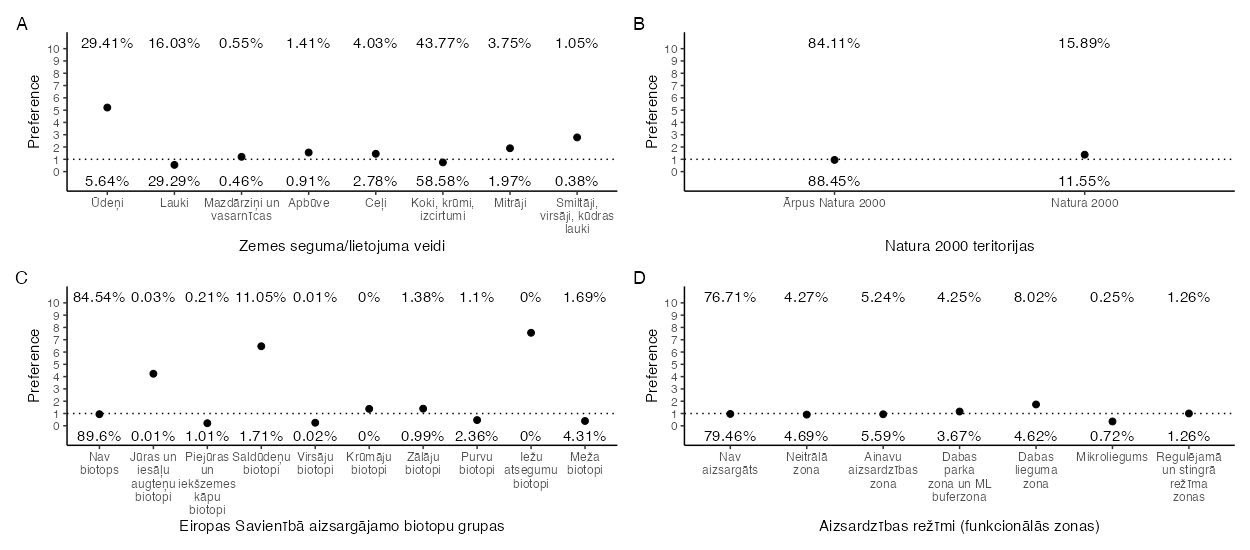 A
29.41% 16.03% 0.55% 1.41% 4.03% 43.77% 3.75% 1.05%
10
9
8
7
6
5
4
3
2
1
0
Preference
5.64% 29.29% 0.46% 0.91% 2.78% 58.58% 1.97% 0.38%
Ūdeņi Lauki Mazdārziņi un Apbūve Ceļi Koki, krūmi, Mitrāji Smiltāji,
vasarnīcas izcirtumi virsāji, kūdras
lauki
Zemes seguma/lietojuma veidi
B
84.11% 15.89%
10
9
8
7
6
5
4
3
2
1
0
Preference
88.45% 11.55%
Ārpus Natura 2000 Natura 2000
Natura 2000 teritorijas
C
84.54% 0.03% 0.21% 11.05% 0.01% 0% 1.38% 1.1% 0% 1.69%
10
9
8
7
6
5
4
3
2
1
0
Preference
89.6% 0.01% 1.01% 1.71% 0.02% 0% 0.99% 2.36% 0% 4.31%
Nav Jūras un Piejūras Saldūdeņu Virsāju Krūmāju Zālāju Purvu Iežu Meža
biotops iesāļu un biotopi biotopi biotopi biotopi biotopi atsegumu biotopi
augteņu iekšzemes biotopi
biotopi kāpu
biotopi
Eiropas Savienībā aizsargājamo biotopu grupas
D
76.71% 4.27% 5.24% 4.25% 8.02% 0.25% 1.26%
10
9
8
7
6
5
4
3
2
1
0
Preference
79.46% 4.69% 5.59% 3.67% 4.62% 0.72% 1.26%
Nav Neitrālā Ainavu Dabas Dabas Mikroliegums Regulējamā
aizsargāts zona aizsardzības parka lieguma un stingrā
zona zona un ML zona režīma
buferzona zonas
Aizsardzības režīmi (funkcionālās zonas)